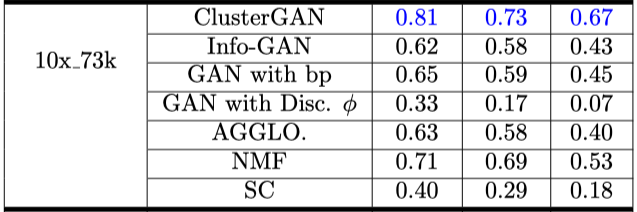 ClusterGAN 0.81 0.73 0.67
Info-GAN 0.62 0.58 0.43
10x_73k
GAN with bp 0.65 0.59 0.45
GAN with Disc. ϕ 0.33 0.17 0.07
AGGLO. 0.63 0.58 0.40
NMF 0.71 0.69 0.53
SC 0.40 0.29 0.18